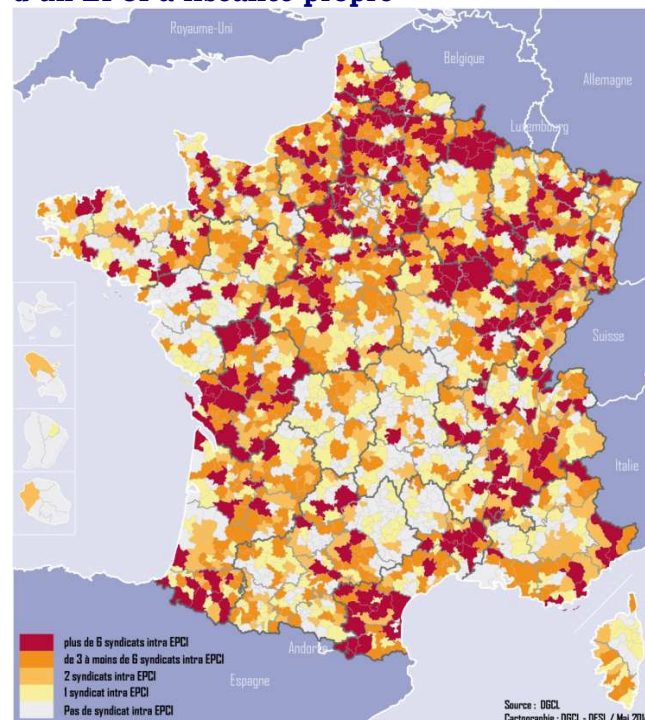 d'un EPCI à fiscalité propre
Royaume-Uni
Belgique
Allemagne
Luxembourg
Suisse
Italie
plus de 6 syndicats intra EPCI
de 3 à moins de 6 syndicats intra EPCI
2 syndicats intra EPCI
1 syndicat intra EPCI
Pas de syndicat intra EPCI
Andorre
Espagne
Source : DGCL
Cartographie : DGCL - DESL / Mai